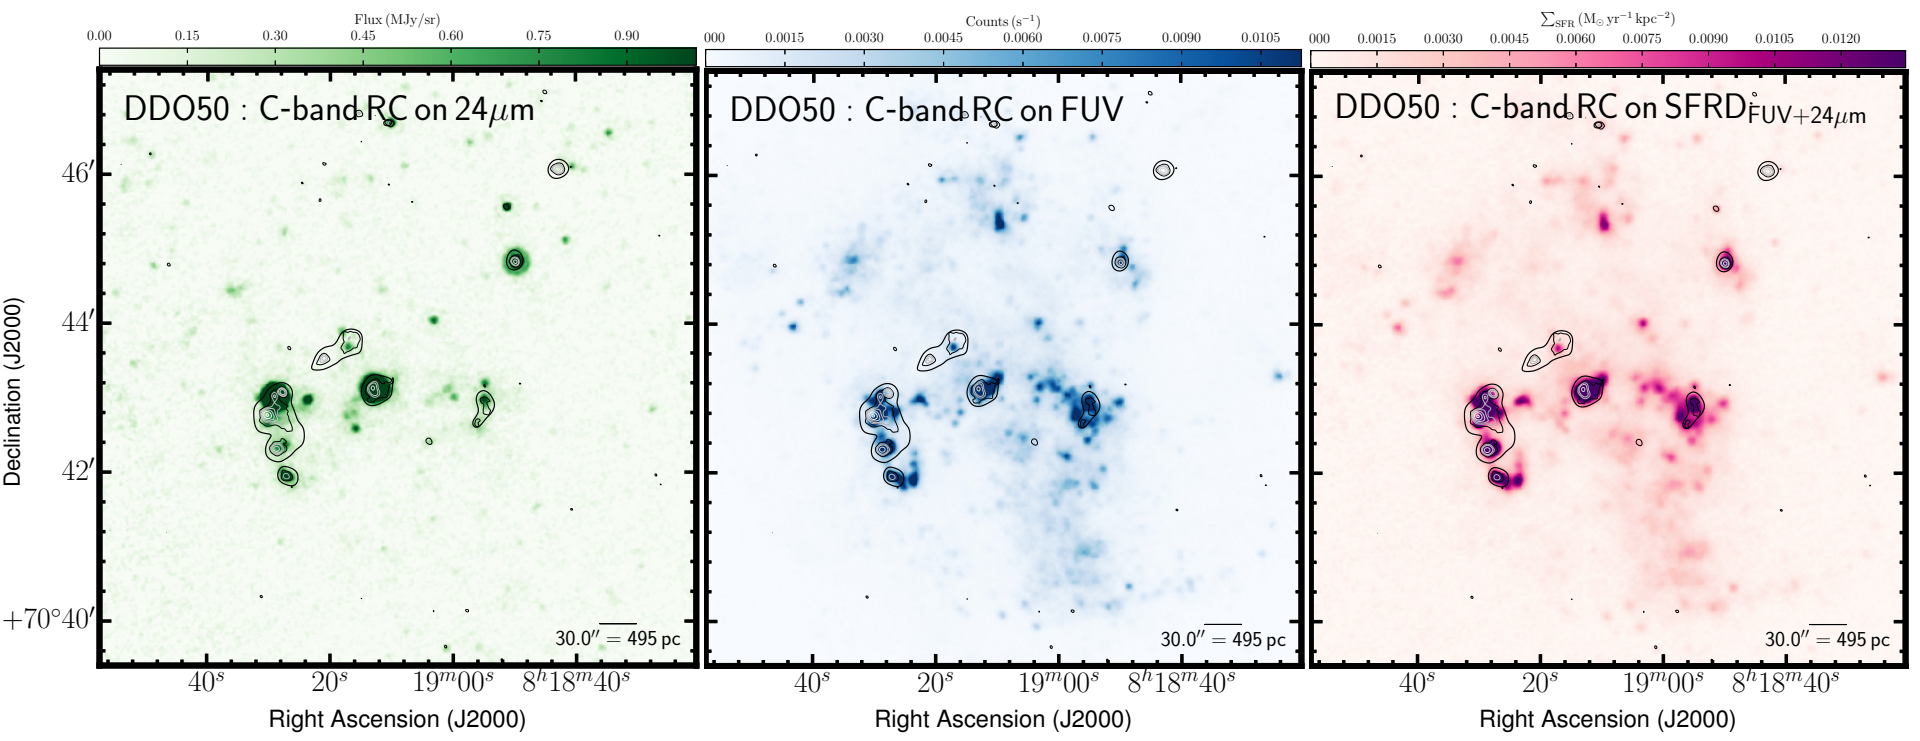 Flux (MJy/sr)
0.00 0.15 0.30 0.45 0.60 0.75 0.90
DDO50 : C-band RC on 24μm
46′
44′
42′
+70°40′
Declination (J2000)
30.0″ = 495 pc
40ˢ 20ˢ 19ᵐ00ˢ 8ʰ18ᵐ40ˢ
Right Ascension (J2000)
Counts (s⁻¹)
000 0.0015 0.0030 0.0045 0.0060 0.0075 0.0090 0.0105
DDO50 : C-band RC on FUV
30.0″ = 495 pc
40ˢ 20ˢ 19ᵐ00ˢ 8ʰ18ᵐ40ˢ
Right Ascension (J2000)
∑SFR (M⊙ yr⁻¹ kpc⁻²)
000 0.0015 0.0030 0.0045 0.0060 0.0075 0.0090 0.0105 0.0120
DDO50 : C-band RC on SFRD FUV+24μm
30.0″ = 495 pc
40ˢ 20ˢ 19ᵐ00ˢ 8ʰ18ᵐ40ˢ
Right Ascension (J2000)